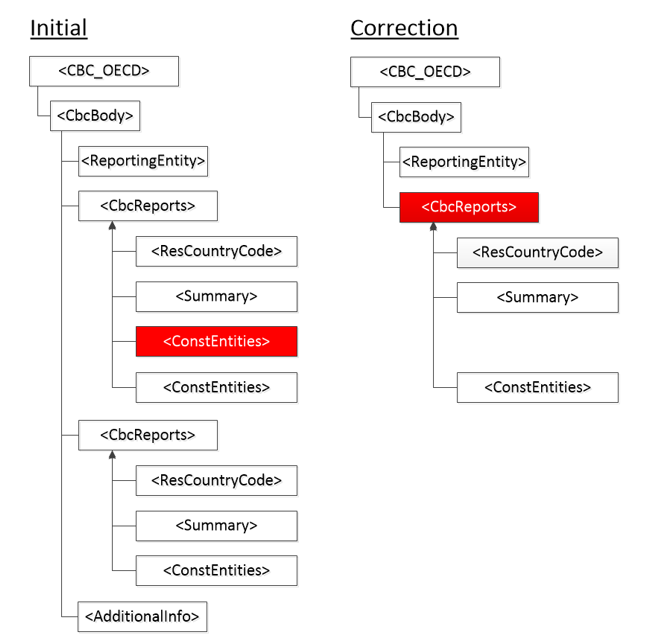 Initial
<CBC_OECD>
<CbcBody>
<ReportingEntity>
<CbcReports>
<ResCountryCode>
<Summary>
<ConstEntities>
<ConstEntities>
<CbcReports>
<ResCountryCode>
<Summary>
<ConstEntities>
<AdditionalInfo>
Correction
<CBC_OECD>
<CbcBody>
<ReportingEntity>
<CbcReports>
<ResCountryCode>
<Summary>
<ConstEntities>